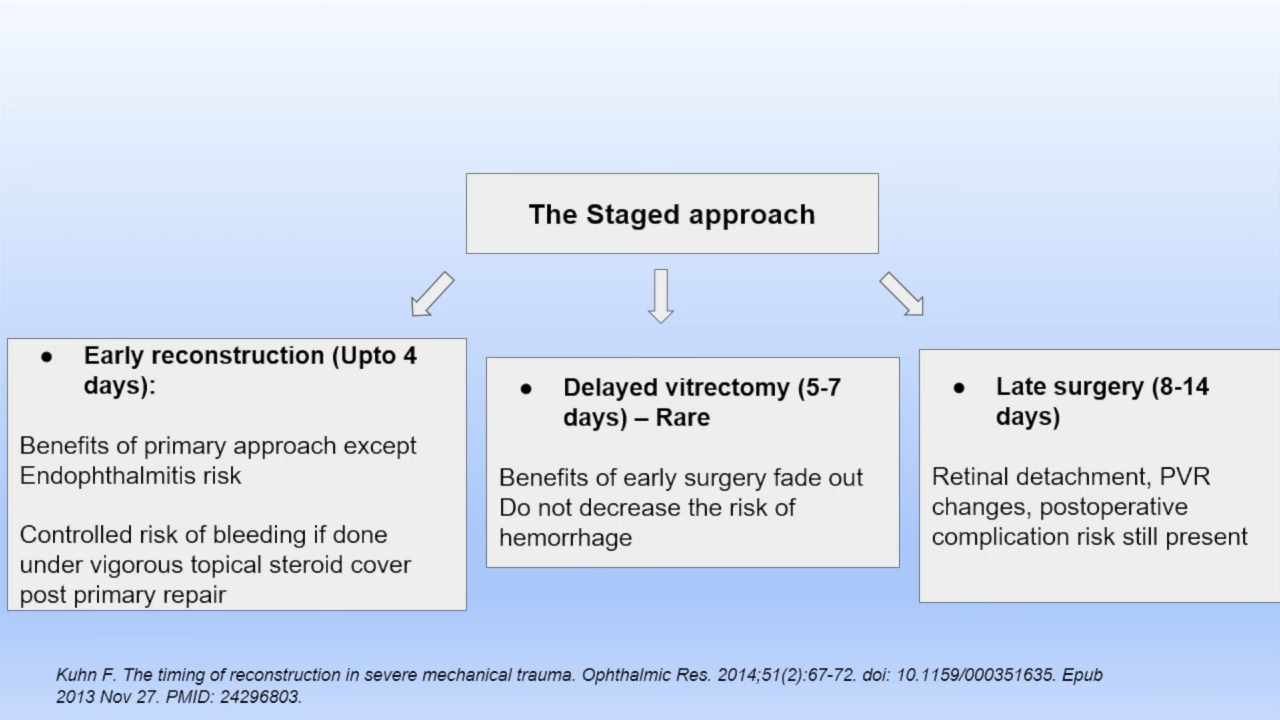 The Staged approach
● Early reconstruction (Upto 4
days):
Benefits of primary approach except
Endophthalmitis risk
Controlled risk of bleeding if done
under vigorous topical steroid cover
post primary repair
● Delayed vitrectomy (5-7
days) – Rare
Benefits of early surgery fade out
Do not decrease the risk of
hemorrhage
● Late surgery (8-14
days)
Retinal detachment, PVR
changes, postoperative
complication risk still present
Kuhn F. The timing of reconstruction in severe mechanical trauma. Ophthalmic Res. 2014;51(2):67-72. doi: 10.1159/000351635. Epub
2013 Nov 27. PMID: 24296803.